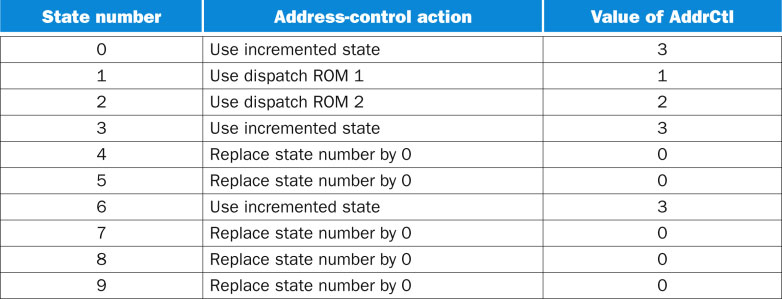 State number Address-control action Value of AddrCtl
0 Use incremented state 3
1 Use dispatch ROM 1 1
2 Use dispatch ROM 2 2
3 Use incremented state 3
4 Replace state number by 0 0
5 Replace state number by 0 0
6 Use incremented state 3
7 Replace state number by 0 0
8 Replace state number by 0 0
9 Replace state number by 0 0